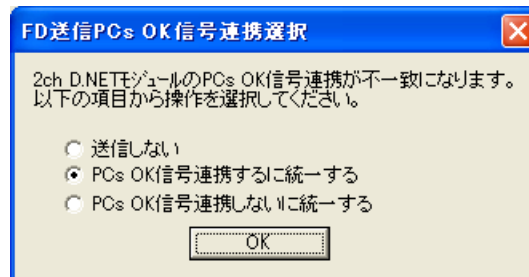 FD送信PCs OK信号連携選択
2ch D.NETモジュールのPCs OK信号連携が不一致になります。
以下の項目から操作を選択してください。
送信しない
PCs OK信号連携するに統一する
PCs OK信号連携しないに統一する
OK